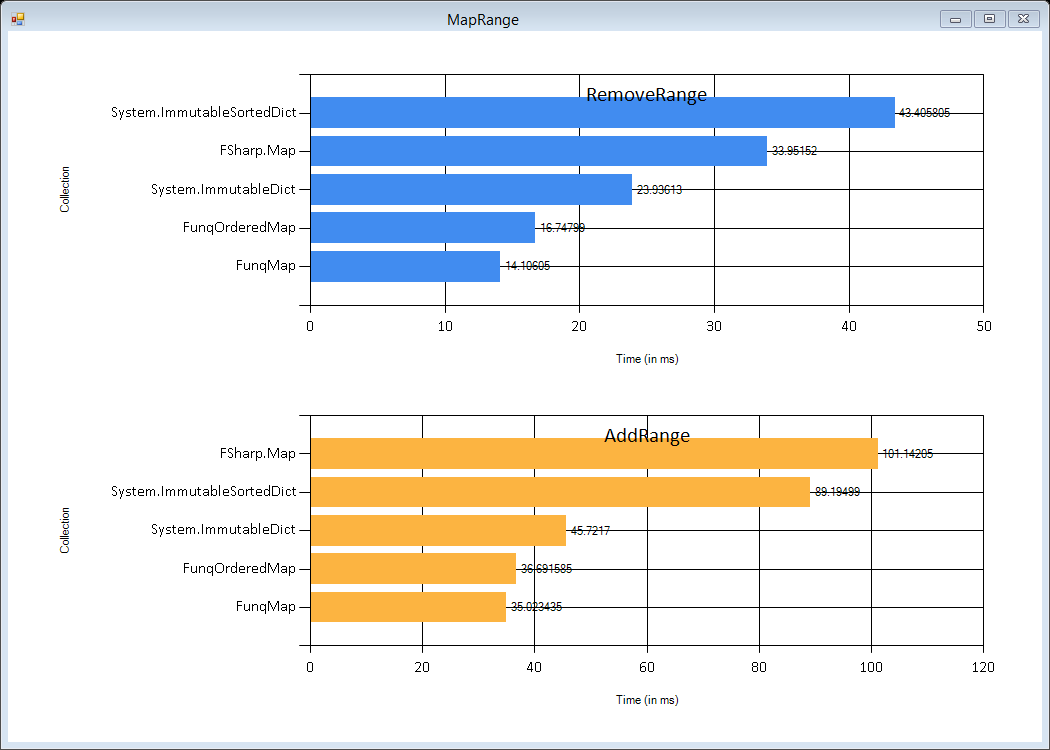 MapRange
RemoveRange
System.ImmutableSortedDict 43.405805
FSharp.Map 33.95152
System.ImmutableDict 23.93613
FunqOrderedMap 16.74799
FunqMap 14.10605
Collection
0 10 20 30 40 50
Time (in ms)
AddRange
FSharp.Map 101.14205
System.ImmutableSortedDict 89.19499
System.ImmutableDict 45.7217
FunqOrderedMap 36.691585
FunqMap 35.023435
Collection
0 20 40 60 80 100 120
Time (in ms)